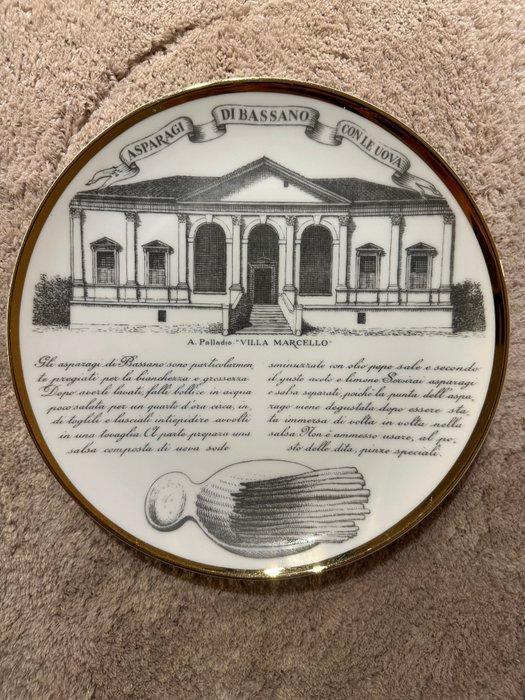 ASPARAGI DI BASSANO CON LE UOVA
A. Palladio - "VILLA MARCELLO"
Gli asparagi di Bassano sono particolarmen
te pregiati per la bianchezza e grossezza
Dopo averli lavati, falli bollire in acqua
poco salata per un quarto d'ora circa, in,
di toglili e lasciali intiepidire avvolti
in una tovaglia A parte prepara una
salsa composta di uova sode
sminuzzate con olio pepe sale e secondo
il gusto aceto o limone Servirai asparagi
e salsa separati, poichè la punta dell'aspa,
rago viene degustata dopo essere sta,
ta immersa di volta in volta nella
salsa Non è ammesso usare, al po,
sto delle dita, pinze speciali.